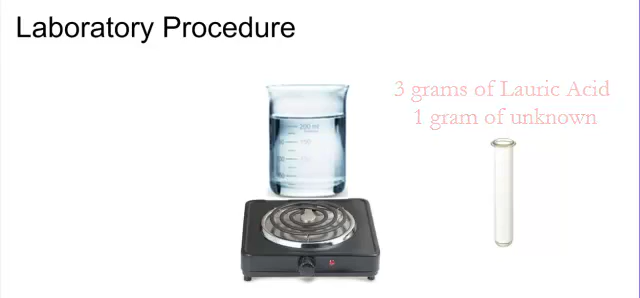 Laboratory Procedure
3 grams of Lauric Acid
1 gram of unknown